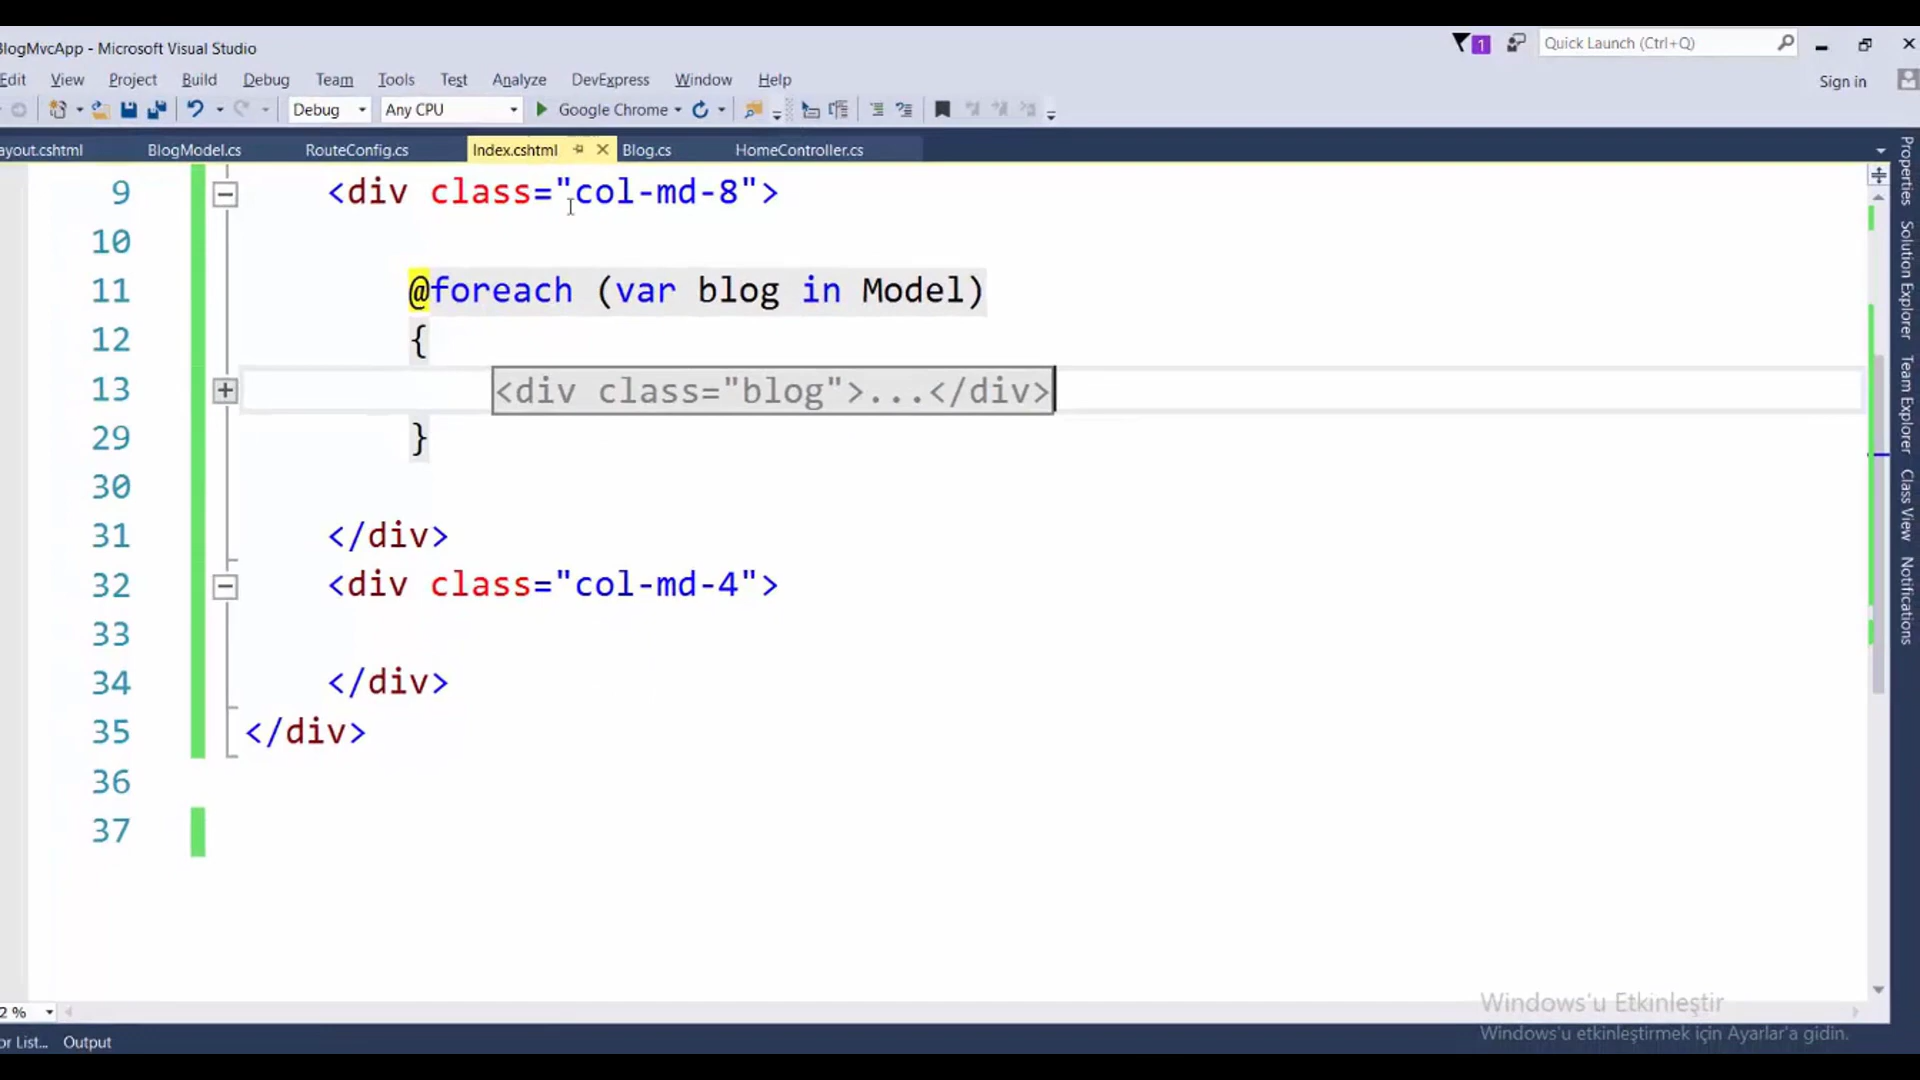 BlogMvcApp - Microsoft Visual Studio
1
Quick Launch (Ctrl+Q)
Edit View Project Build Debug Team Tools Test Analyze DevExpress Window Help
Sign in
Debug Any CPU Google Chrome
ayout.cshtml BlogModel.cs RouteConfig.cs Index.cshtml Blog.cs HomeController.cs
9 <div class="col-md-8">
10
11 @foreach (var blog in Model)
12 {
13 <div class="blog">...</div>
29 }
30
31 </div>
32 <div class="col-md-4">
33
34 </div>
35 </div>
36
37
Properties
Solution Explorer
Team Explorer
Class View
Notifications
Windows'u Etkinleştir
Windows'u etkinleştirmek için Ayarlar'a gidin.
2 %
or List... Output